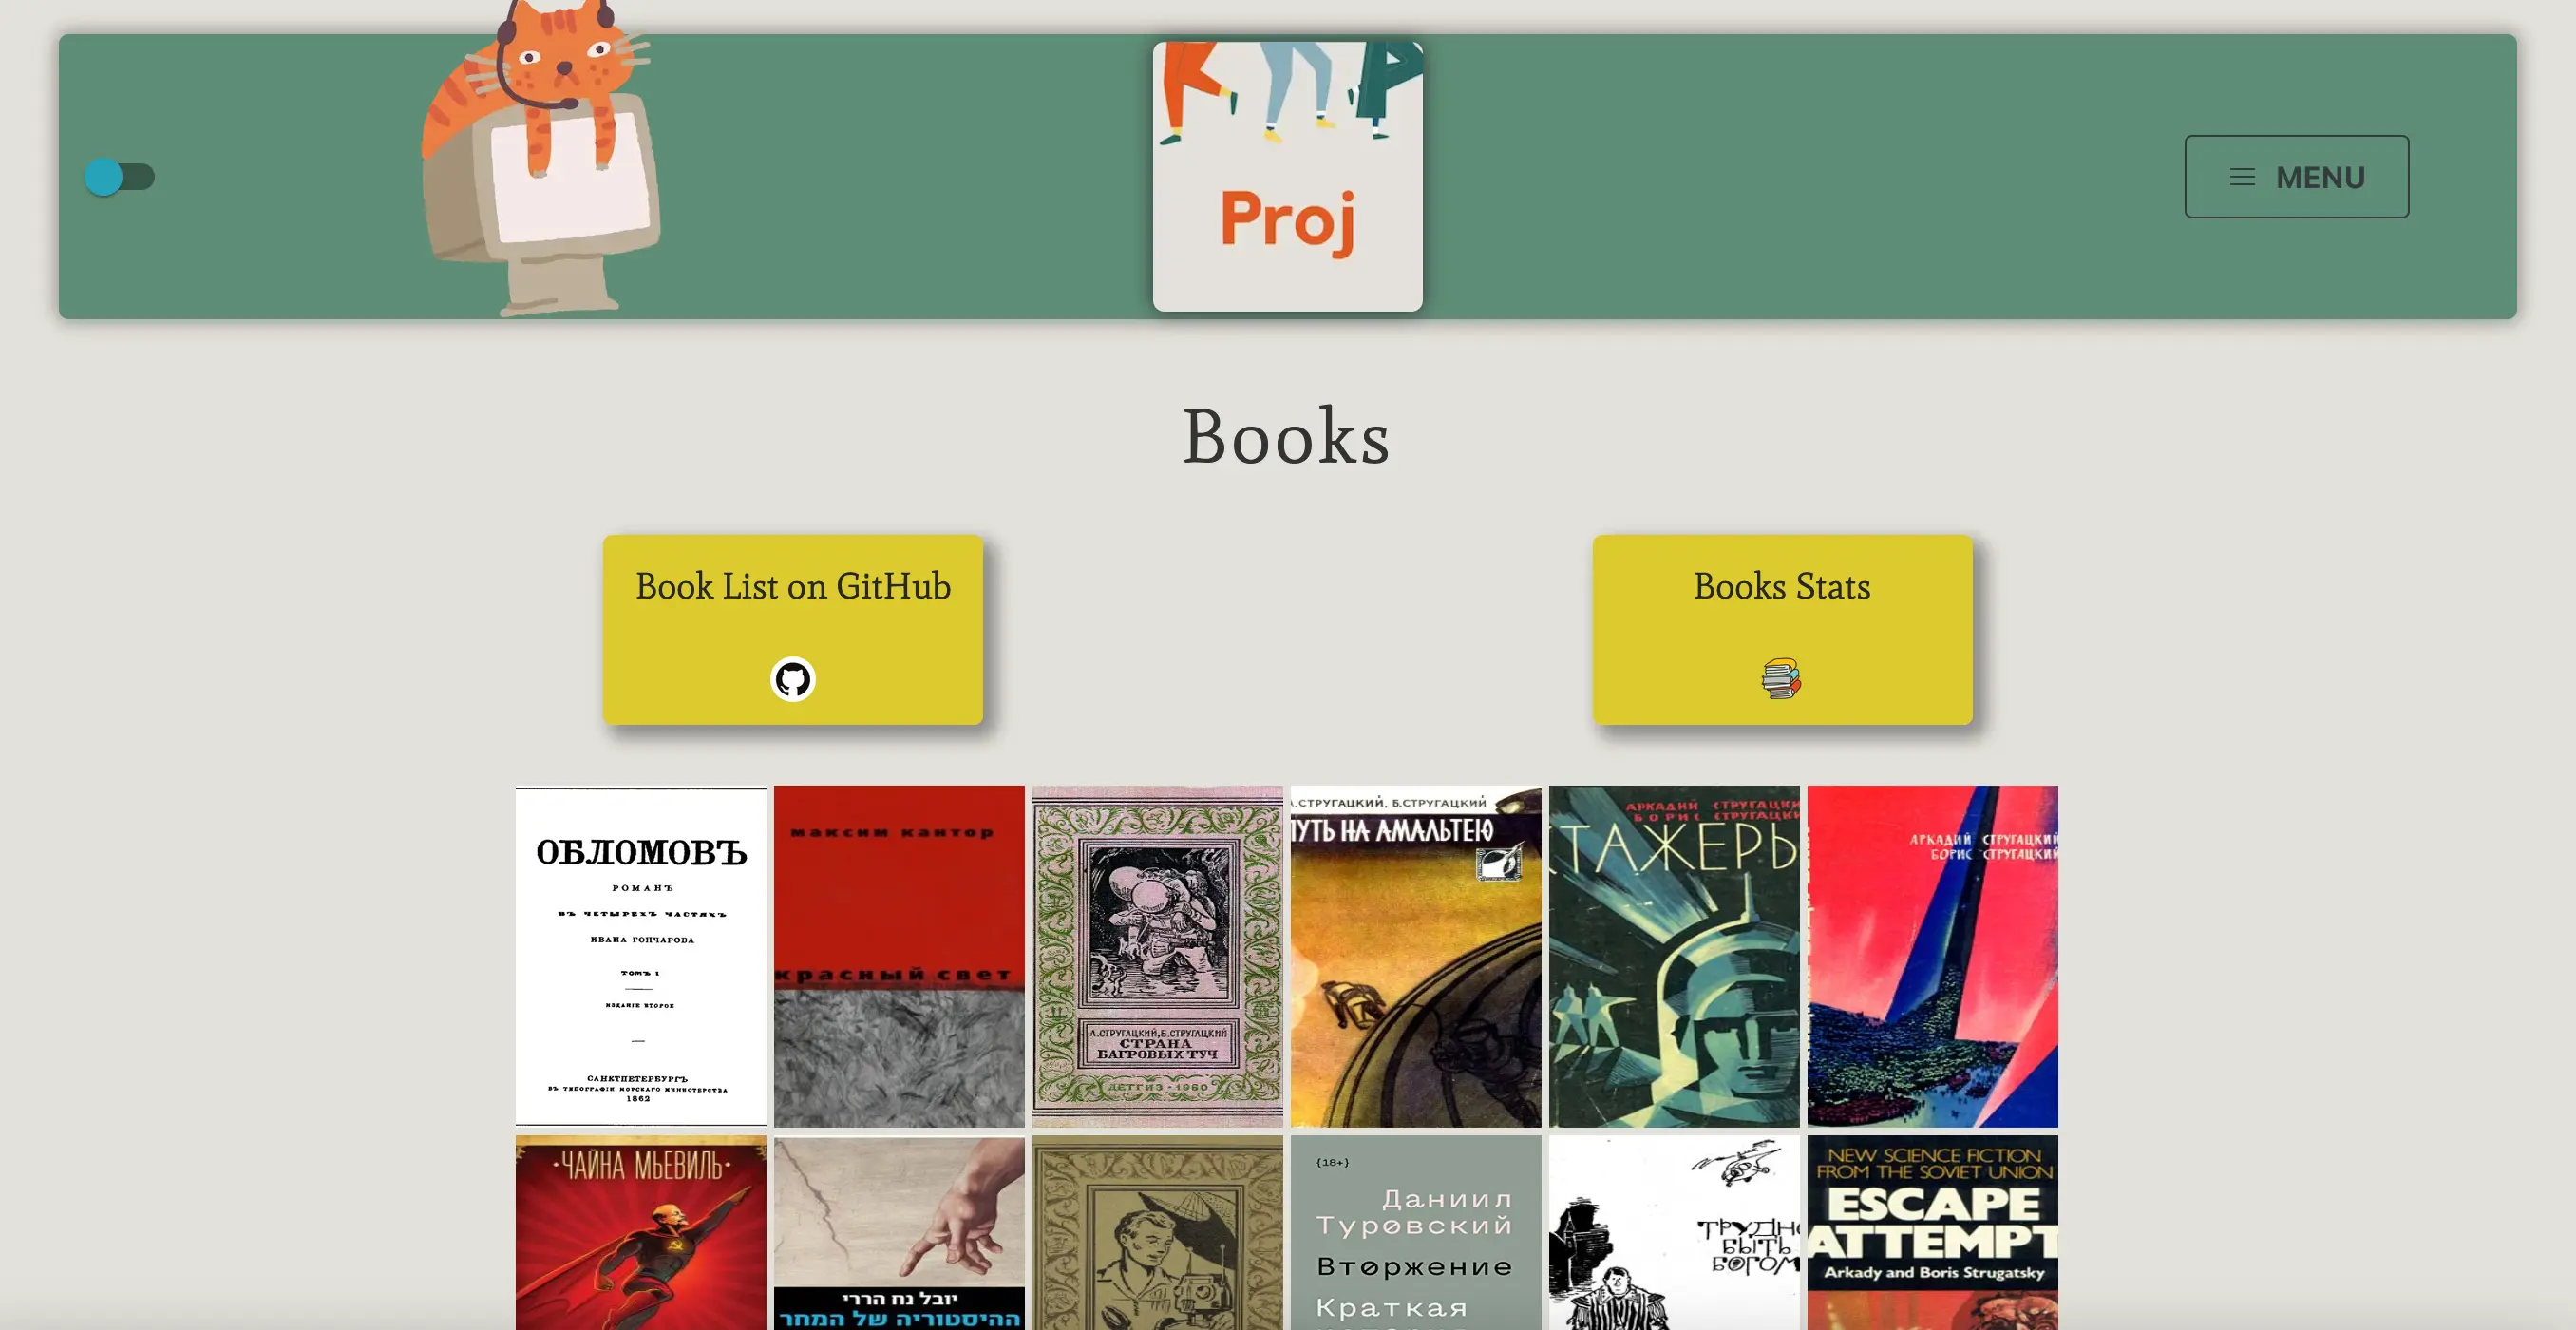 Proj
MENU
Books
Book List on GitHub
Books Stats
ОБЛОМОВЪ
РОМАНЪ
ВЪ ЧЕТЫРЕХЪ ЧАСТЯХЪ
ИВАНА ГОНЧАРОВА
ТОМЪ I
ИЗДАНІЕ ВТОРОЕ
САНКТПЕТЕРБУРГЪ
ВЪ ТИПОГРАФІИ МОРСКАГО МИНИСТЕРСТВА
1862
максим кантор
красный свет
А.СТРУГАЦКИЙ, Б.СТРУГАЦКИЙ
СТРАНА
БАГРОВЫХ ТУЧ
ДЕТГИЗ - 1960
А.СТРУГАЦКИЙ, Б.СТРУГАЦКИЙ
ПУТЬ НА АМАЛЬТЕЮ
АРКАДИЙ СТРУГАЦКИ
БОРИС СТРУГАЦКИ
СТАЖЕРЫ
АРКАДИЙ СТРУГАЦКИЙ
БОРИС СТРУГАЦКИЙ
·ЧАЙНА МЬЕВИЛЬ·
יובל נח הררי
ההיסטוריה של המחר
{18+}
Даниил
Туровский
Вторжение
Краткая
ТРУДНО
БЫТЬ
БОГОМ
NEW SCIENCE FICTION
FROM THE SOVIET UNION
ESCAPE
ATTEMPT
Arkady and Boris Strugatsky